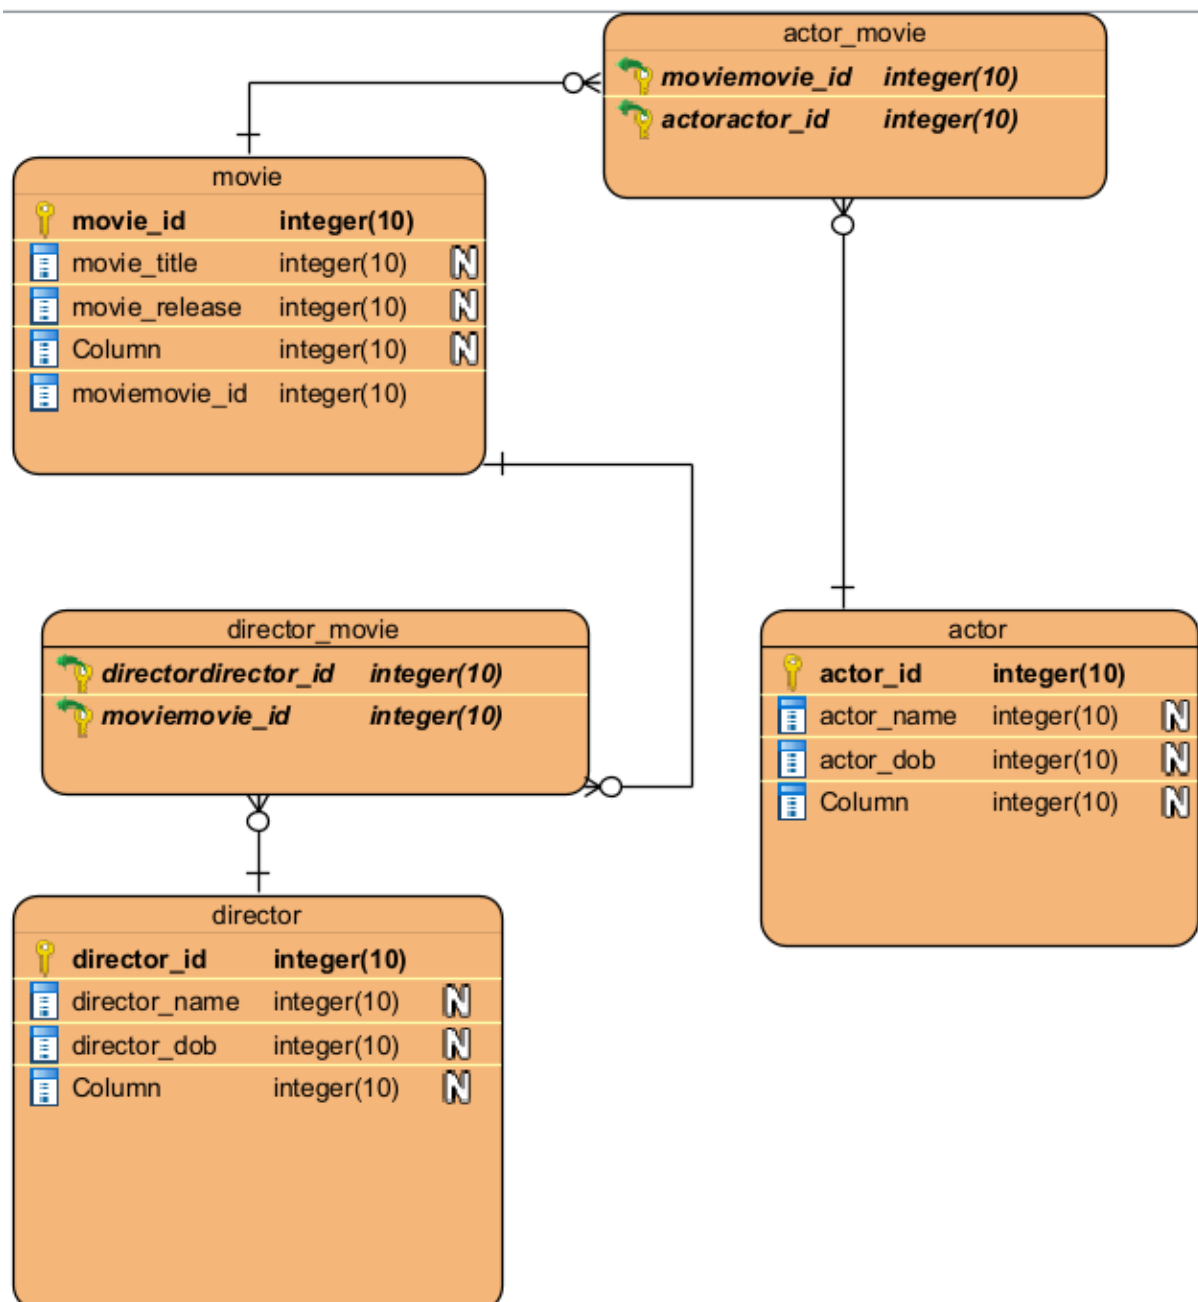 actor_movie
moviemovie_id integer(10)
actoractor_id integer(10)
movie
movie_id integer(10)
movie_title integer(10) N
movie_release integer(10) N
Column integer(10) N
moviemovie_id integer(10)
director_movie
directordirector_id integer(10)
moviemovie_id integer(10)
actor
actor_id integer(10)
actor_name integer(10) N
actor_dob integer(10) N
Column integer(10) N
director
director_id integer(10)
director_name integer(10) N
director_dob integer(10) N
Column integer(10) N